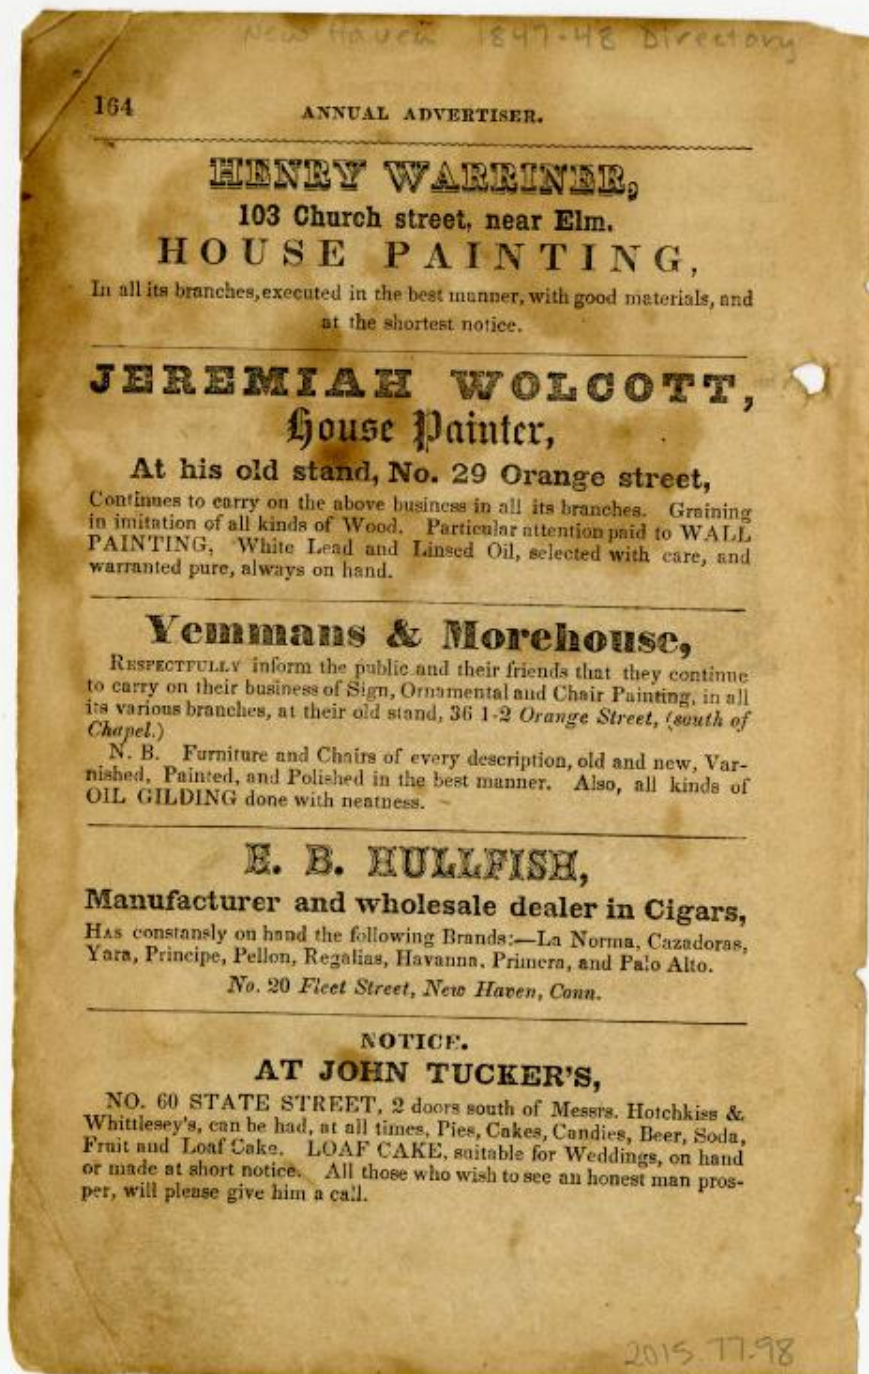 New Haven 1847-48 Directory
164 ANNUAL ADVERTISER.
HENRY WARRINER,
103 Church street, near Elm.
HOUSE PAINTING,
In all its branches, executed in the best manner, with good materials, and
at the shortest notice.
JEREMIAH WOLCOTT,
House Painter,
At his old stand, No. 29 Orange street,
Continues to carry on the above business in all its branches. Graining
in imitation of all kinds of Wood. Particular attention paid to WALL
PAINTING, White Lead and Linsed Oil, selected with care, and
warranted pure, always on hand.
Yemmans & Morehouse,
RESPECTFULLY inform the public and their friends that they continue
to carry on their business of Sign, Ornamental and Chair Painting, in all
its various branches, at their old stand, 36 1-2 Orange Street, (south of
Chapel.)
N. B. Furniture and Chairs of every description, old and new, Var-
nished, Painted, and Polished in the best manner. Also, all kinds of
OIL GILDING done with neatness.
E. B. HULLFISH,
Manufacturer and wholesale dealer in Cigars,
HAS constansly on hand the following Brands:—La Norma, Cazadoras,
Yara, Principe, Pellon, Regalias, Havanna, Primera, and Palo Alto.
No. 20 Fleet Street, New Haven, Conn.
NOTICE.
AT JOHN TUCKER'S,
NO. 60 STATE STREET, 2 doors south of Messrs. Hotchkiss &
Whittlesey's, can be had, at all times, Pies, Cakes, Candies, Beer, Soda,
Fruit and Loaf Cake. LOAF CAKE, suitable for Weddings, on hand
or made at short notice. All those who wish to see an honest man pros-
per, will please give him a call.
2015.77.98